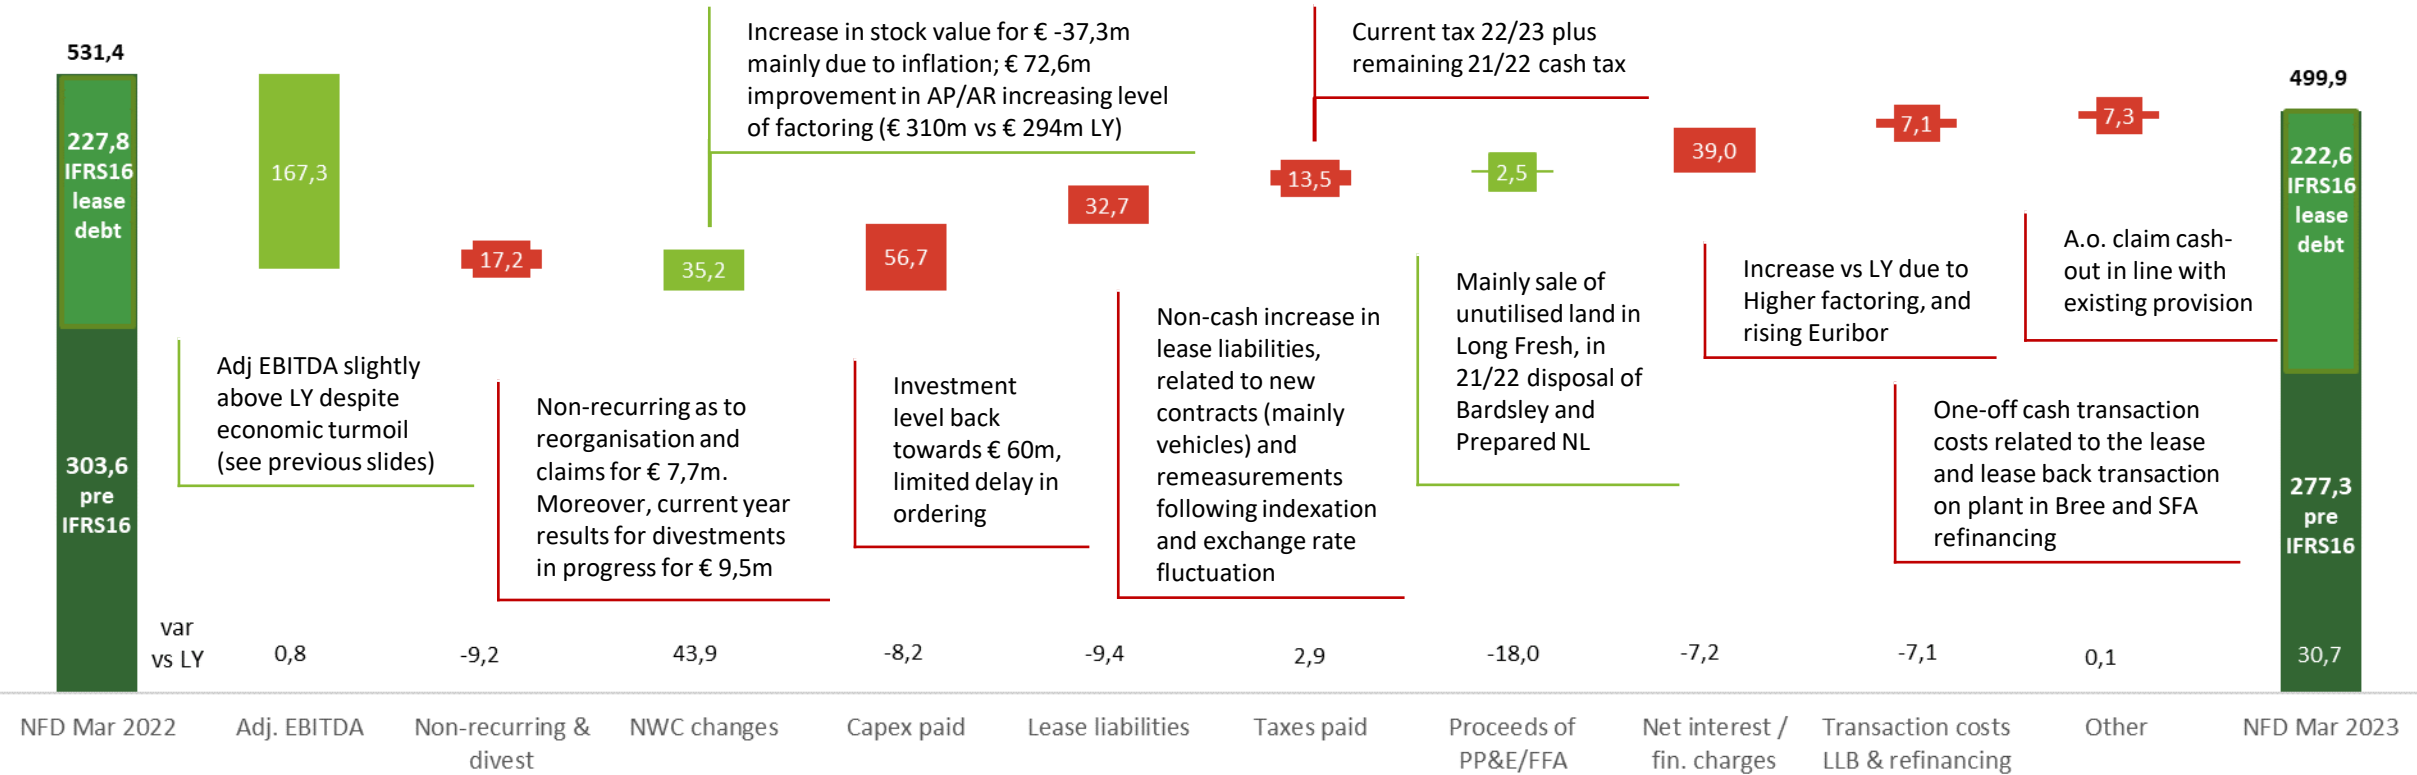 531,4
227,8
IFRS16
lease
debt
303,6
pre
IFRS16
167,3
Adj EBITDA slightly
above LY despite
economic turmoil
(see previous slides)
17,2
Non-recurring as to
reorganisation and
claims for € 7,7m.
Moreover, current year
results for divestments
in progress for € 9,5m
Increase in stock value for € -37,3m
mainly due to inflation; € 72,6m
improvement in AP/AR increasing level
of factoring (€ 310m vs € 294m LY)
35,2
56,7
Investment
level back
towards € 60m,
limited delay in
ordering
32,7
Non-cash increase in
lease liabilities,
related to new
contracts (mainly
vehicles) and
remeasurements
following indexation
and exchange rate
fluctuation
Current tax 22/23 plus
remaining 21/22 cash tax
13,5
2,5
Mainly sale of
unutilised land in
Long Fresh, in
21/22 disposal of
Bardsley and
Prepared NL
39,0
Increase vs LY due to
Higher factoring, and
rising Euribor
7,1
One-off cash transaction
costs related to the lease
and lease back transaction
on plant in Bree and SFA
refinancing
7,3
A.o. claim cash-
out in line with
existing provision
499,9
222,6
IFRS16
lease
debt
277,3
pre
IFRS16
var
vs LY
0,8
-9,2
43,9
-8,2
-9,4
2,9
-18,0
-7,2
-7,1
0,1
30,7
NFD Mar 2022
Adj. EBITDA
Non-recurring &
divest
NWC changes
Capex paid
Lease liabilities
Taxes paid
Proceeds of
PP&E/FFA
Net interest /
fin. charges
Transaction costs
LLB & refinancing
Other
NFD Mar 2023